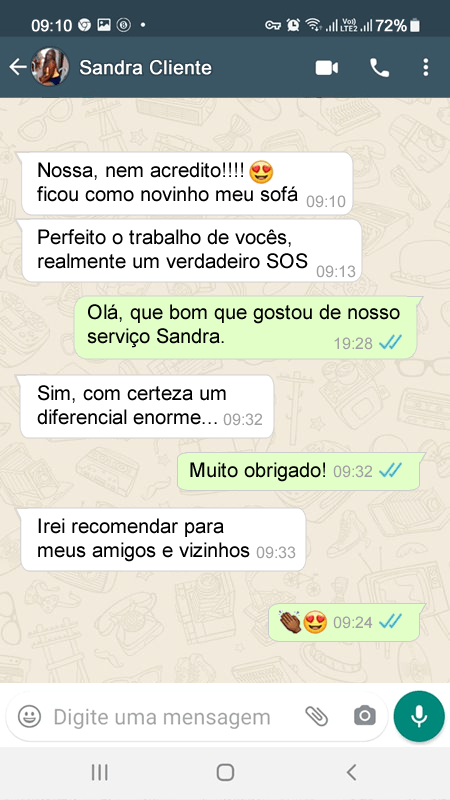 09:10 72%
Sandra Cliente
Nossa, nem acredito!!!! 😍
ficou como novinho meu sofá 09:10
Perfeito o trabalho de vocês,
realmente um verdadeiro SOS 09:13
Olá, que bom que gostou de nosso
serviço Sandra. 19:28
Sim, com certeza um
diferencial enorme... 09:32
Muito obrigado! 09:32
Irei recomendar para
meus amigos e vizinhos 09:33
👏🏾😍 09:24
Digite uma mensagem